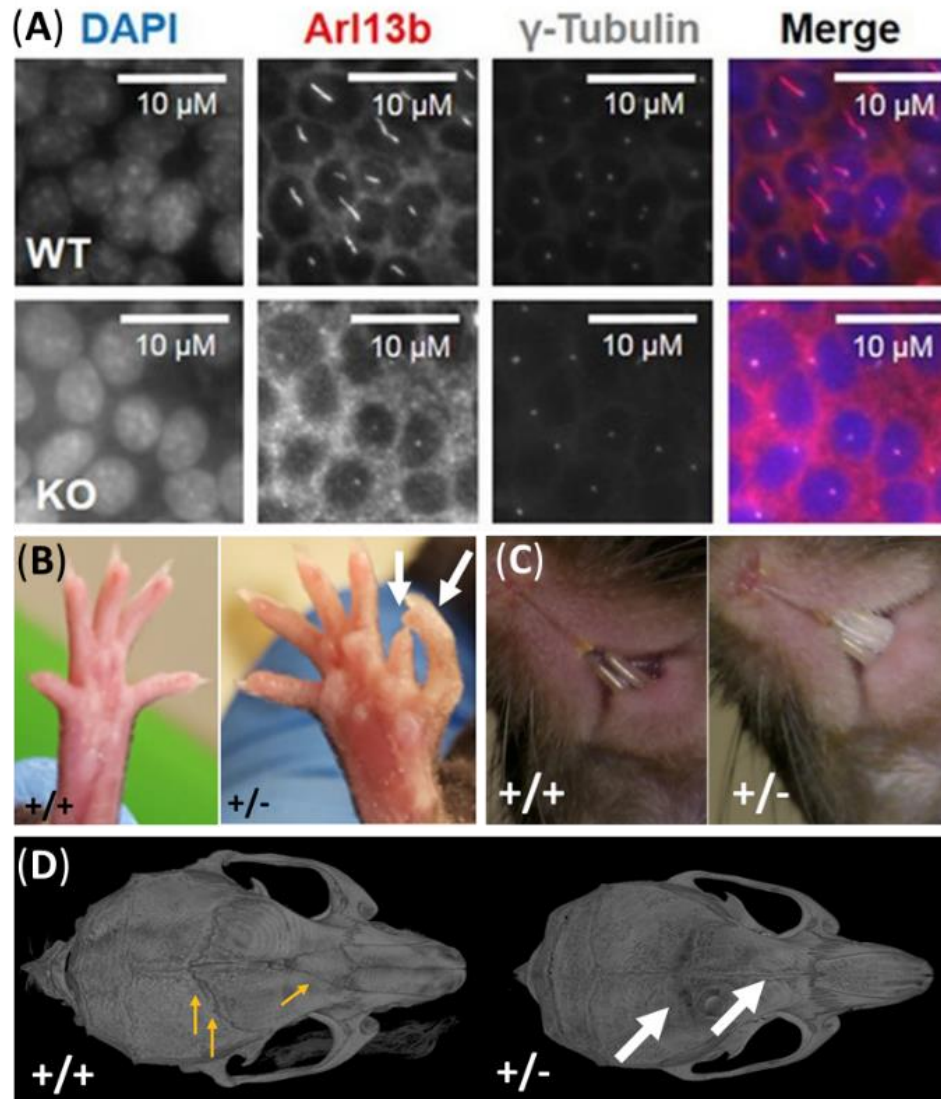 (A) DAPI Arl13b γ-Tubulin Merge
10 µM 10 µM 10 µM 10 µM
WT
10 µM 10 µM 10 µM 10 µM
KO
(B) (C)
+/+ +/- +/+ +/-
(D)
+/+ +/-